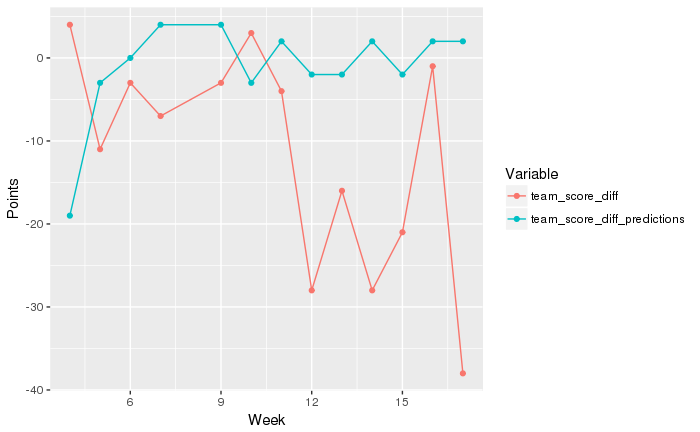 0
-10
-20
-30
-40
Points
6
9
12
15
Week
Variable
team_score_diff
team_score_diff_predictions